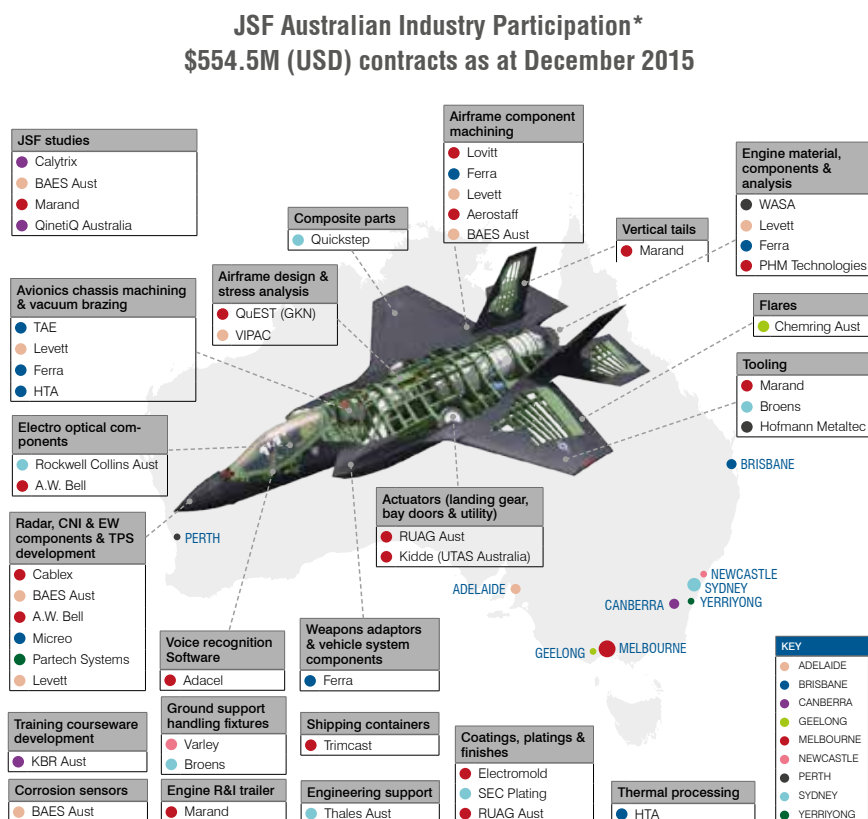 JSF Australian Industry Participation*
$554.5M (USD) contracts as at December 2015
JSF studies
Calytrix
BAES Aust
Marand
QinetiQ Australia
Composite parts
Quickstep
Airframe component
machining
Lovitt
Ferra
Levett
Aerostaff
BAES Aust
Vertical tails
Marand
Engine material,
components &
analysis
WASA
Levett
Ferra
PHM Technologies
Avionics chassis machining
& vacuum brazing
TAE
Levett
Ferra
HTA
Airframe design &
stress analysis
QuEST (GKN)
VIPAC
Flares
Chemring Aust
Tooling
Marand
Broens
Hofmann Metaltec
Electro optical com-
ponents
Rockwell Collins Aust
A.W. Bell
Actuators (landing gear,
bay doors & utility)
RUAG Aust
Kidde (UTAS Australia)
Radar, CNI & EW
components & TPS
development
Cablex
BAES Aust
A.W. Bell
Micreo
Partech Systems
Levett
PERTH
BRISBANE
ADELAIDE
NEWCASTLE
SYDNEY
CANBERRA
YERRIYONG
GEELONG
MELBOURNE
Voice recognition
Software
Adacel
Weapons adaptors
& vehicle system
components
Ferra
Training courseware
development
KBR Aust
Ground support
handling fixtures
Varley
Broens
Shipping containers
Trimcast
Coatings, platings &
finishes
Electromold
SEC Plating
RUAG Aust
Corrosion sensors
BAES Aust
Engine R&I trailer
Marand
Engineering support
Thales Aust
Thermal processing
HTA
KEY
ADELAIDE
BRISBANE
CANBERRA
GEELONG
MELBOURNE
NEWCASTLE
PERTH
SYDNEY
YERRIYONG